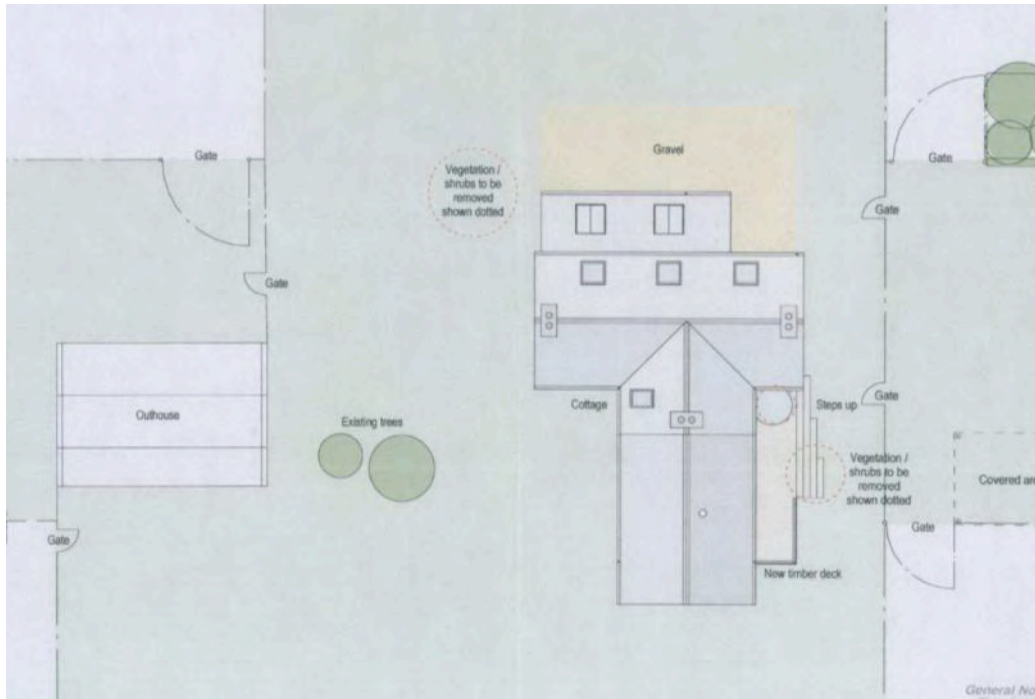 Gate
Gravel
Gate
Vegetation /
shrubs to be
removed
shown dotted
Gate
Gate
Outhouse
Existing trees
Cottage
Steps up
Gate
Vegetation /
shrubs to be
removed
shown dotted
Covered
Gate
Gate
New timber deck
General